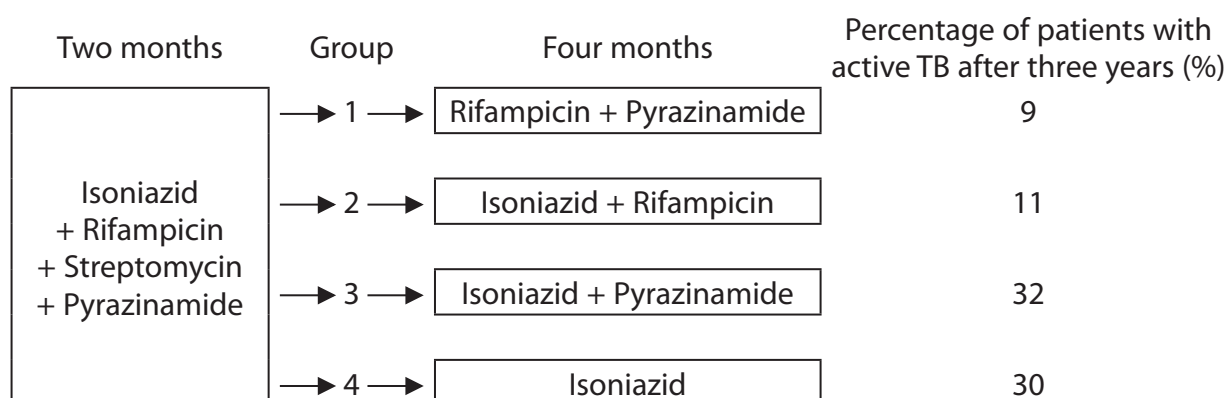 Two months Group Four months Percentage of patients with
active TB after three years (%)
1 Rifampicin + Pyrazinamide 9
Isoniazid
+ Rifampicin
+ Streptomycin
+ Pyrazinamide
2 Isoniazid + Rifampicin 11
3 Isoniazid + Pyrazinamide 32
4 Isoniazid 30